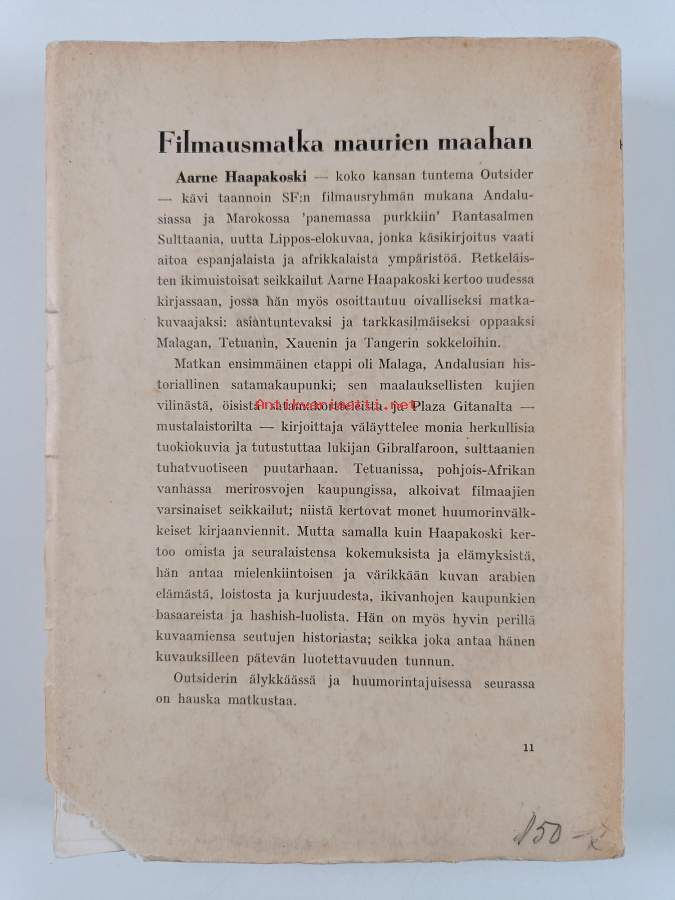 Filmausmatka maurien maahan
Aarne Haapakoski — koko kansan tuntema Outsider
— kävi taannoin SF:n filmausryhmän mukana Andalu-
siassa ja Marokossa 'panemassa purkkiin' Rantasalmen
Sulttaania, uutta Lippos-elokuvaa, jonka käsikirjoitus vaati
aitoa espanjalaista ja afrikkalaista ympäristöä. Retkeläis-
ten ikimuistoisat seikkailut Aarne Haapakoski kertoo uudessa
kirjassaan, jossa hän myös osoittautuu oivalliseksi matka-
kuvaajaksi: asiantuntevaksi ja tarkkasilmäiseksi oppaaksi
Malagan, Tetuanin, Xauenin ja Tangerin sokkeloihin.
Matkan ensimmäinen etappi oli Malaga, Andalusian his-
toriallinen satamakaupunki; sen maalauksellisten kujien
vilinästä, öisistä satamakortteleista ja Plaza Gitanalta —
Antikvariaatti.net
mustalaistorilta — kirjoittaja väläyttelee monia herkullisia
tuokiokuvia ja tutustuttaa lukijan Gibralfaroon, sulttaanien
tuhatvuotiseen puutarhaan. Tetuanissa, pohjois-Afrikan
vanhassa merirosvojen kaupungissa, alkoivat filmaajien
varsinaiset seikkailut; niistä kertovat monet huumorinvälk-
keiset kirjaanviennit. Mutta samalla kuin Haapakoski ker-
too omista ja seuralaistensa kokemuksista ja elämyksistä,
hän antaa mielenkiintoisen ja värikkään kuvan arabien
elämästä, loistosta ja kurjuudesta, ikivanhojen kaupunkien
basaareista ja hashish-luolista. Hän on myös hyvin perillä
kuvaamiensa seutujen historiasta; seikka joka antaa hänen
kuvauksilleen pätevän luotettavuuden tunnun.
Outsiderin älykkäässä ja huumorintajuisessa seurassa
on hauska matkustaa.
11
150-